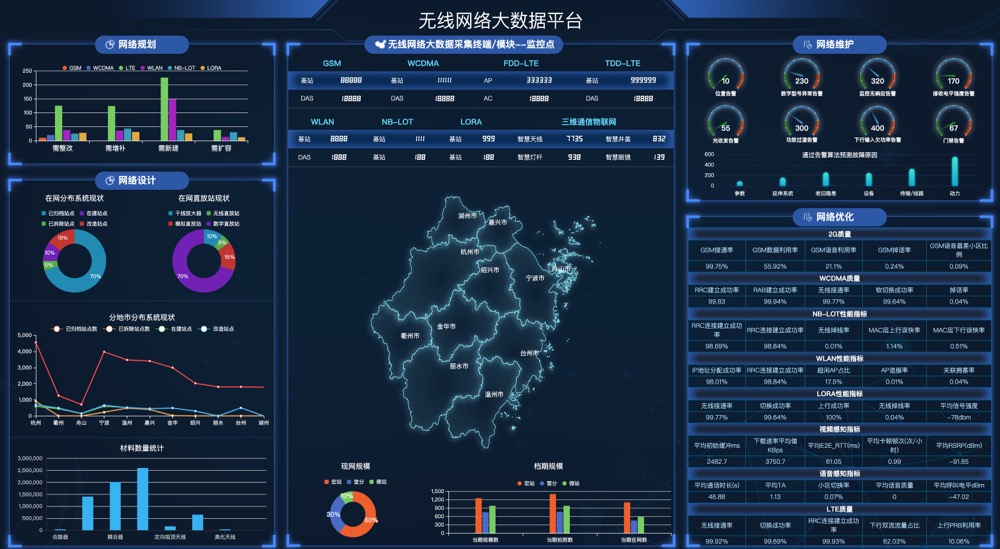 无线网络大数据平台
网络规划
GSM WCDMA LTE WLAN NB-LOT LORA
250
200
150
100
50
0
需整改 需增补 需新建 需扩容
网络设计
在网分布系统现状 在网直放站现状
已归档站点 在建站点 干线放大器 无线直放站
已拆除站点 改造站点 模拟直放站 数字直放站
15% 10% 5% 70%
10% 5% 15% 70%
分地市分布系统现状
已归档站点数 已拆除站点数 在建站点 改造站点
5,000
4,000
3,000
2,000
1,000
0
杭州 衢州 舟山 宁波 温州 嘉兴 金华 绍兴 丽水 台州 湖州
材料数量统计
3,000,000
2,500,000
2,000,000
1,500,000
1,000,000
500,000
0
合路器 耦合器 定向吸顶天线 美化天线
无线网络大数据采集终端/模块--监控点
GSM WCDMA FDD-LTE TDD-LTE
基站 88888 基站 111111 AP 333333 基站 999999
DAS 18888 DAS 18888 AC 18888 DAS 18888
WLAN NB-LOT LORA 三维通信物联网
基站 8888 基站 1111 基站 999 智慧天线 7735 智慧井盖 832
DAS 1888 基站 188 基站 188 智慧灯杆 938 智慧眼镜 139
湖州市
嘉兴市
杭州市
绍兴市
舟山市
宁波市
衢州市
金华市
台州市
丽水市
温州市
现网规模
宏站 室分 微站
10%
30%
60%
档期规模
宏站 室分 微站
1,500
1,200
900
600
300
0
当期规模 当期拍照数 当期在网数
网络维护
10 230 320 170
位置告警 数字型号异常告警 监控无响应告警 接收电平强度告警
55 300 400 67
光收发告警 功放过温告警 下行输入欠功率告警 门禁告警
通过告警算法预测故障原因
600
400
200
0
参数 延伸系统 老旧隐患 设备 传输/线路 动力
网络优化
2G质量
GSM接通率 GSM数据利用率 GSM语音利用率 GSM掉话率 GSM语音最差小区比例
99.75% 55.92% 21.1% 0.24% 0.09%
WCDMA质量
RRC建立成功率 RAB建立成功率 无线接通率 软切换成功率 掉话率
99.83 99.94% 99.77% 99.64% 0.04%
NB-LOT性能指标
RRC连接建立成功率 RRC连接建立成功率 无线掉线率 MAC层上行误快率 MAC层下行误快率
98.69% 98.84% 0.01% 1.14% 0.51%
WLAN性能指标
IP地址分配成功率 RRC连接建立成功率 超闲AP占比 AP退服率 关联拥塞率
98.01% 98.84% 17.5% 0.01% 0.04%
LORA性能指标
无线接通率 切换成功率 上行成功率 无线掉线率 平均信号强度
99.77% 99.64% 100% 0.04% -78dbm
视频感知指标
平均初始缓冲ms 下载速率平均值KBps 平均E2E_RTT(ms) 平均卡顿频次(次/小时) 平均RSRP(dBm)
2482.7 3750.7 61.05 0.99 -91.85
语音感知指标
平均通话时长(s) 平均TA 小区切换率 平均话音质量 平均呼叫电平dBm
46.88 1.13 0.07% 0 -47.02
LTE质量
无线接通率 切换成功率 RRC连接建立成功率 下行双流流量占比 上行PRB利用率
99.92% 99.69% 99.93% 62.03% 10.06%